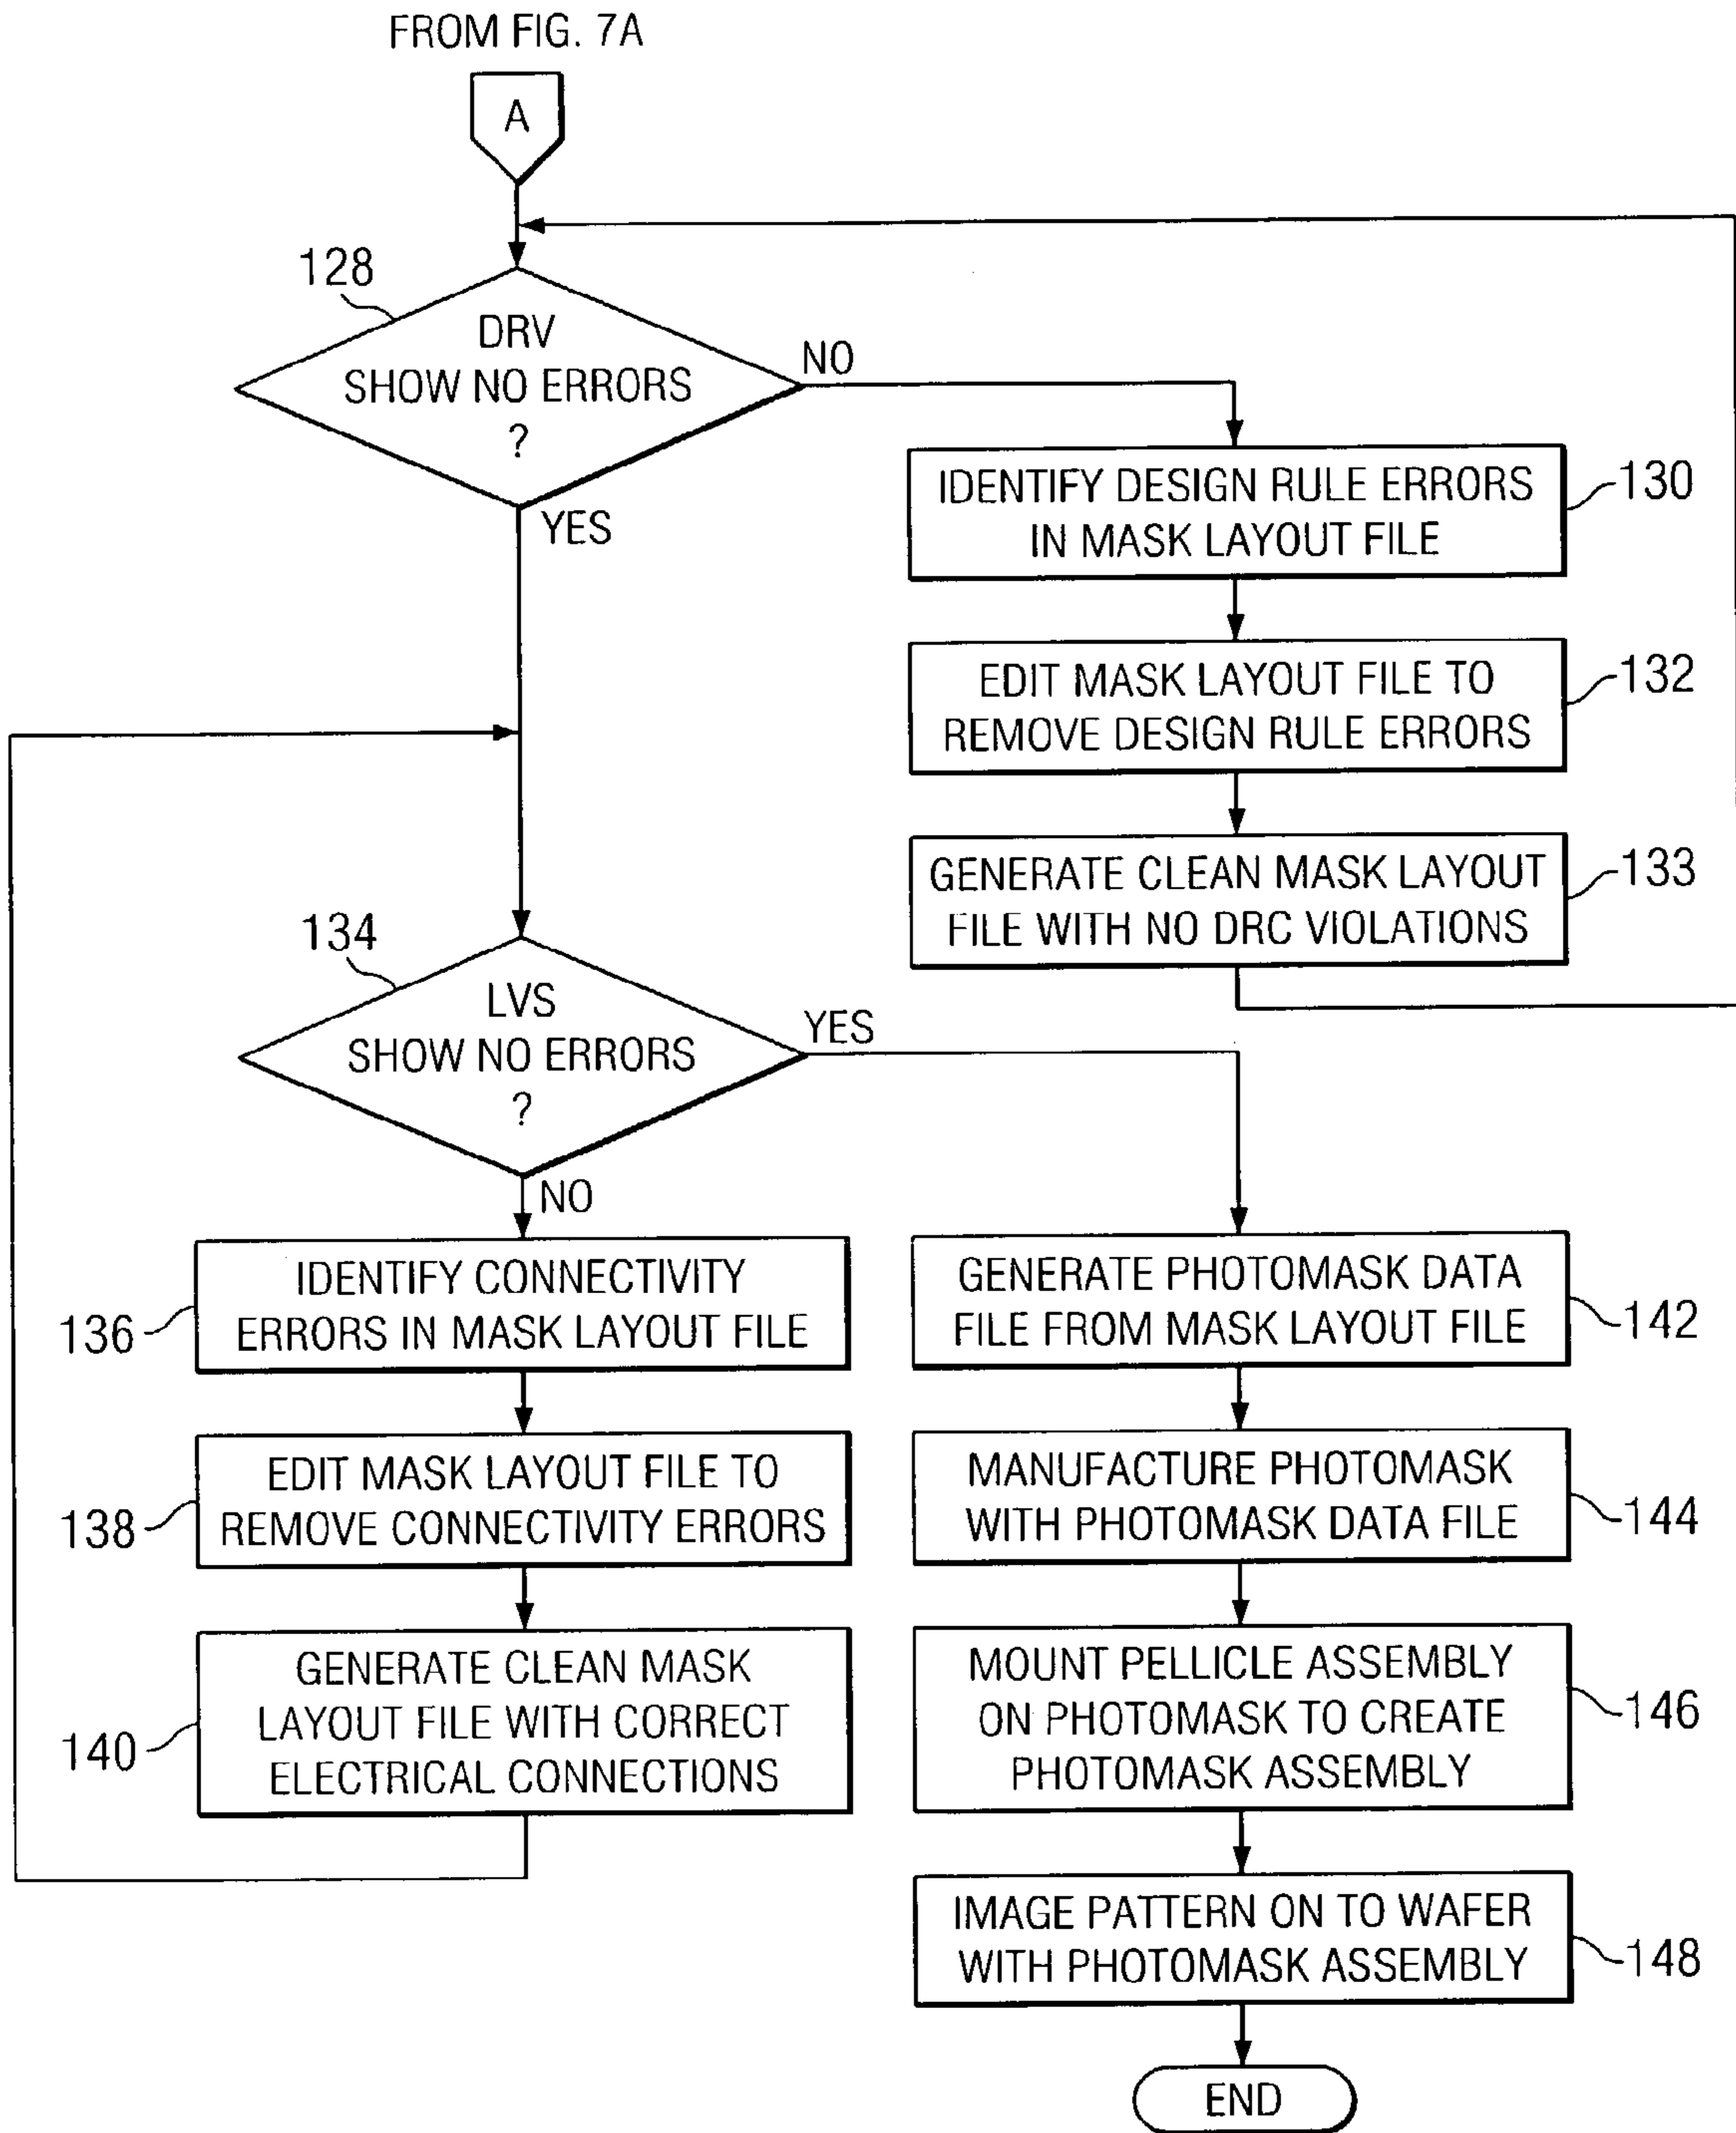 FROM FIG. 7A
A
128
DRV
SHOW NO ERRORS
?
NO
YES
IDENTIFY DESIGN RULE ERRORS
IN MASK LAYOUT FILE
130
EDIT MASK LAYOUT FILE TO
REMOVE DESIGN RULE ERRORS
132
GENERATE CLEAN MASK LAYOUT
FILE WITH NO DRC VIOLATIONS
133
134
LVS
SHOW NO ERRORS
?
YES
NO
IDENTIFY CONNECTIVITY
ERRORS IN MASK LAYOUT FILE
136
EDIT MASK LAYOUT FILE TO
REMOVE CONNECTIVITY ERRORS
138
GENERATE CLEAN MASK
LAYOUT FILE WITH CORRECT
ELECTRICAL CONNECTIONS
140
GENERATE PHOTOMASK DATA
FILE FROM MASK LAYOUT FILE
142
MANUFACTURE PHOTOMASK
WITH PHOTOMASK DATA FILE
144
MOUNT PELLICLE ASSEMBLY
ON PHOTOMASK TO CREATE
PHOTOMASK ASSEMBLY
146
IMAGE PATTERN ON TO WAFER
WITH PHOTOMASK ASSEMBLY
148
END